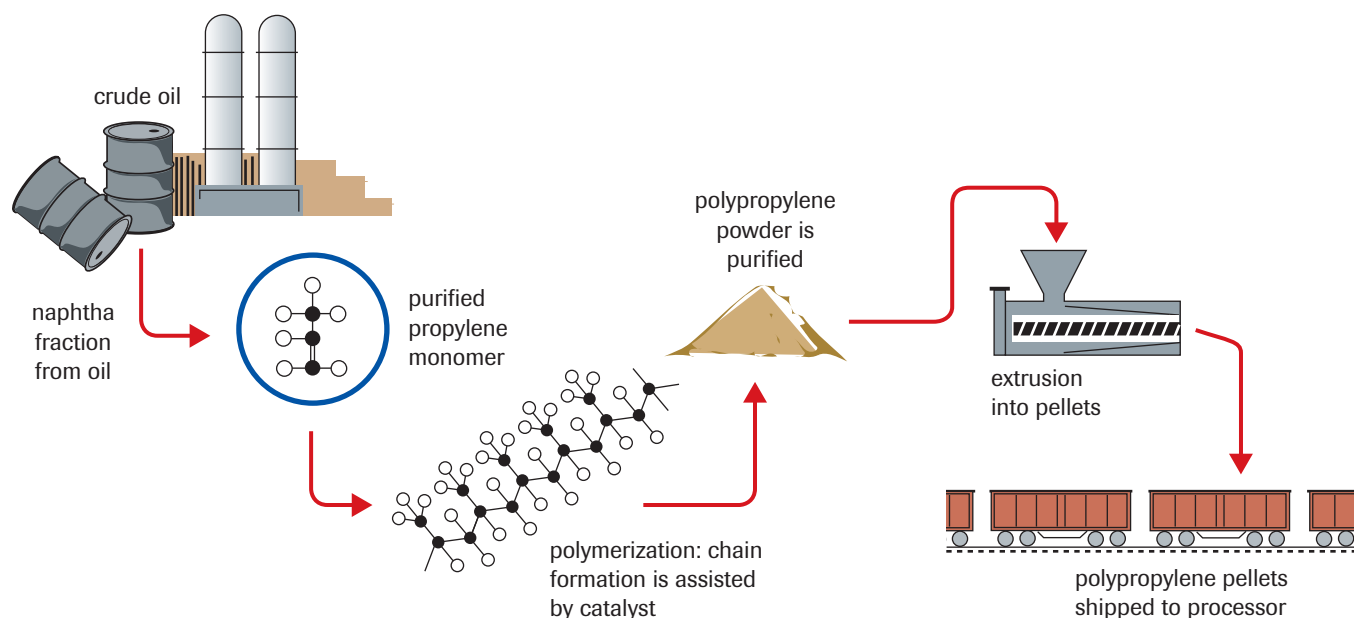 crude oil
naphtha
fraction
from oil
purified
propylene
monomer
polymerization: chain
formation is assisted
by catalyst
polypropylene
powder is
purified
extrusion
into pellets
polypropylene pellets
shipped to processor